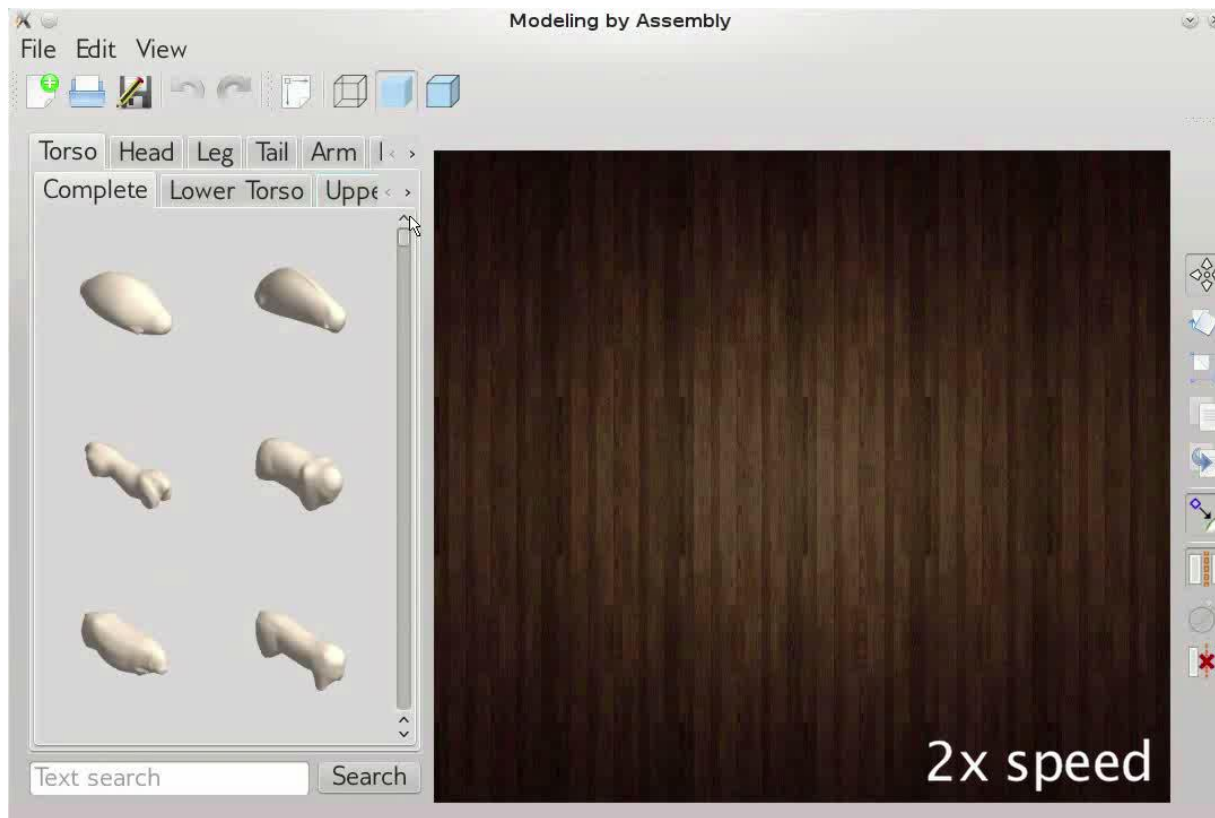 Modeling by Assembly
File Edit View
Torso Head Leg Tail Arm
Complete Lower Torso Uppe
Text search Search
2x speed